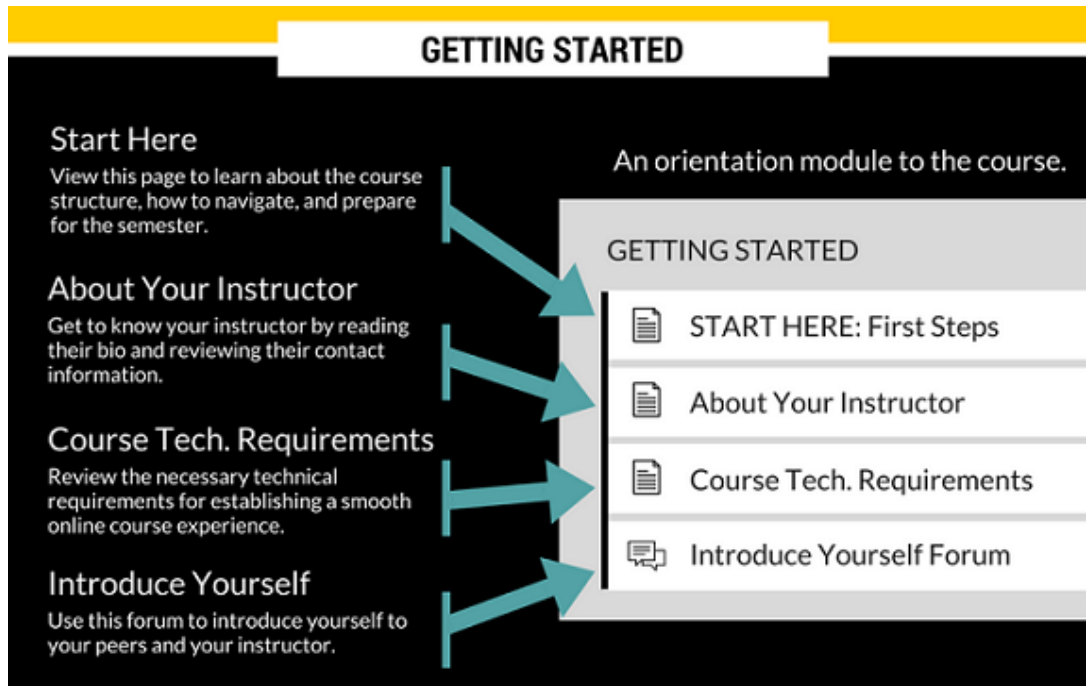 GETTING STARTED
Start Here
View this page to learn about the course
structure, how to navigate, and prepare
for the semester.
About Your Instructor
Get to know your instructor by reading
their bio and reviewing their contact
information.
Course Tech. Requirements
Review the necessary technical
requirements for establishing a smooth
online course experience.
Introduce Yourself
Use this forum to introduce yourself to
your peers and your instructor.
An orientation module to the course.
GETTING STARTED
START HERE: First Steps
About Your Instructor
Course Tech. Requirements
Introduce Yourself Forum